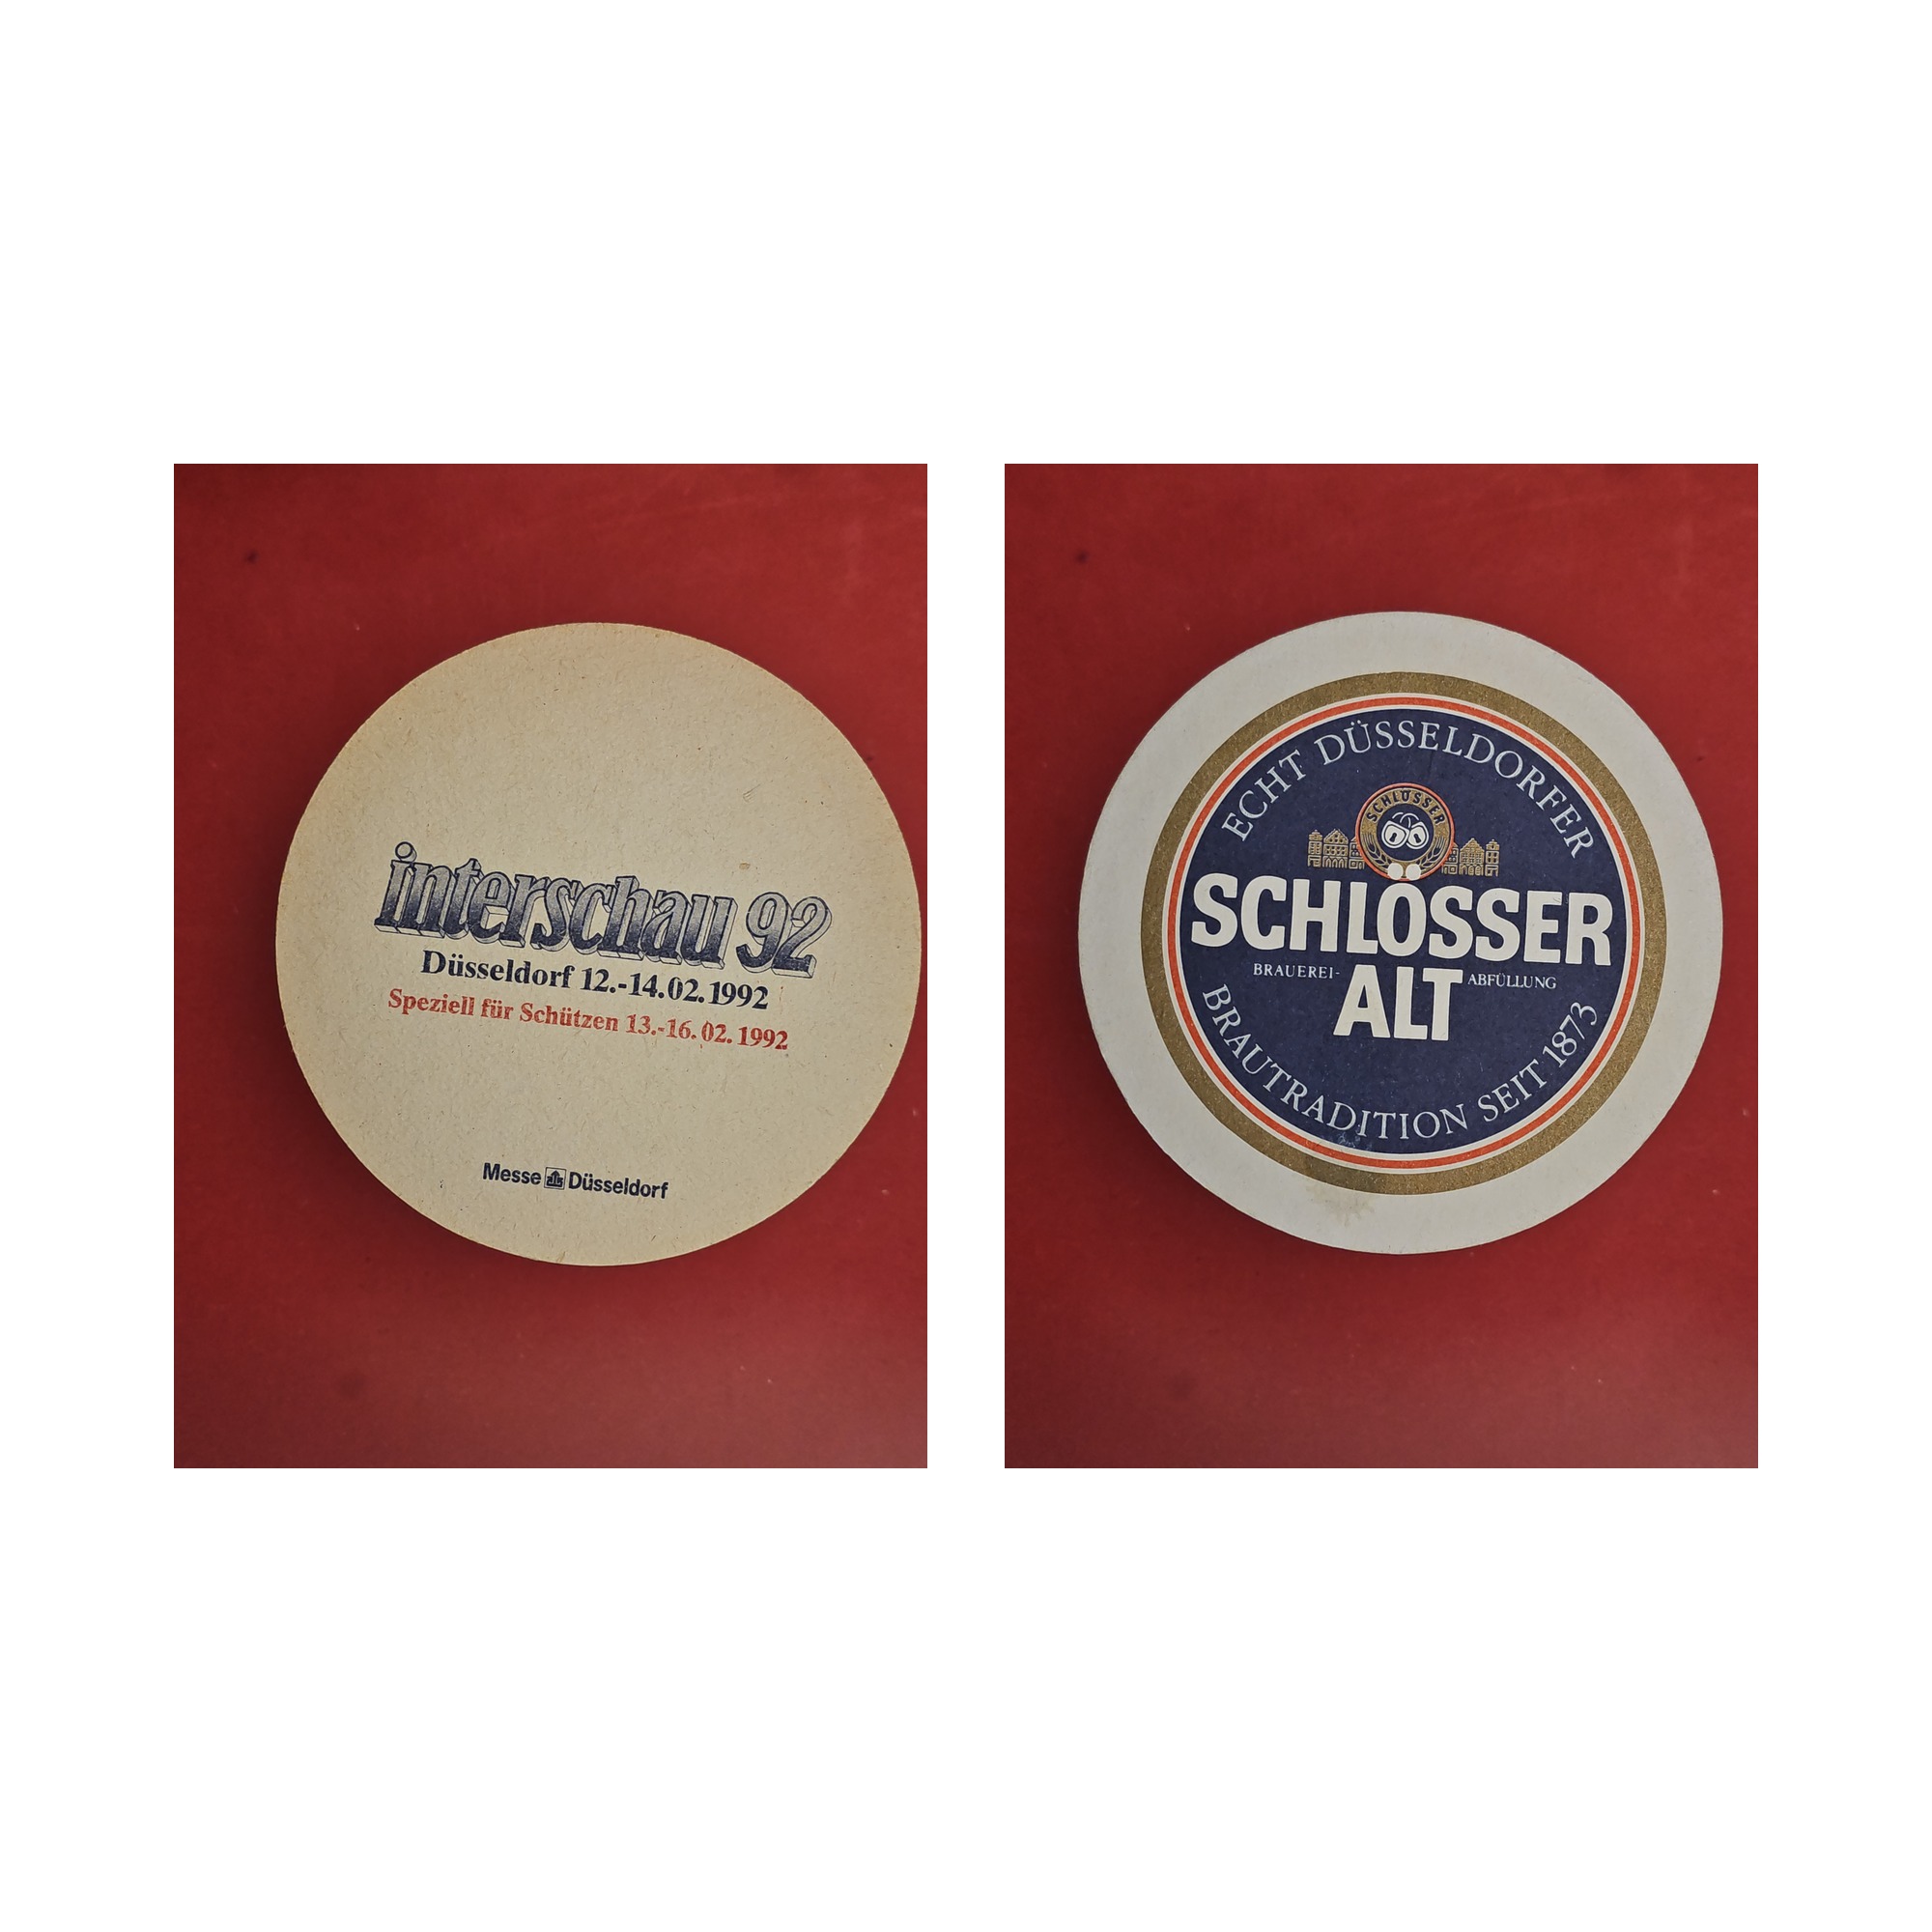 interschau 92
Düsseldorf 12.-14.02.1992
Speziell für Schützen 13.-16.02.1992
Messe Düsseldorf
ECHT DÜSSELDORFER
SCHLÖSSER
SCHLÖSSER
BRAUEREI- ABFÜLLUNG
ALT
BRAUTRADITION SEIT 1873